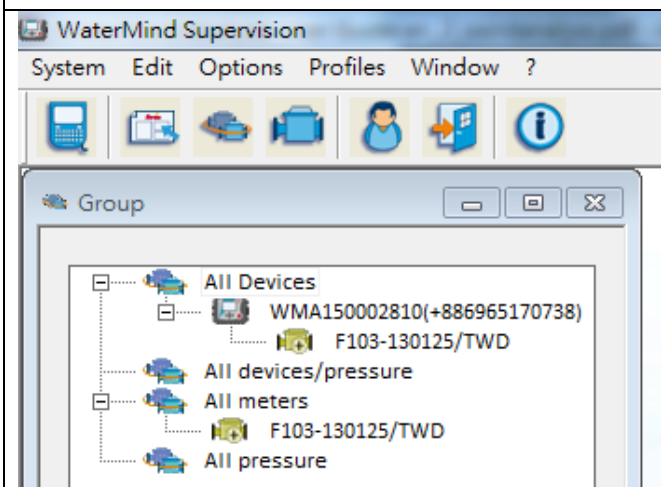 WaterMind Supervision
System Edit Options Profiles Window ?
Group
All Devices
WMA150002810(+886965170738)
F103-130125/TWD
All devices/pressure
All meters
F103-130125/TWD
All pressure